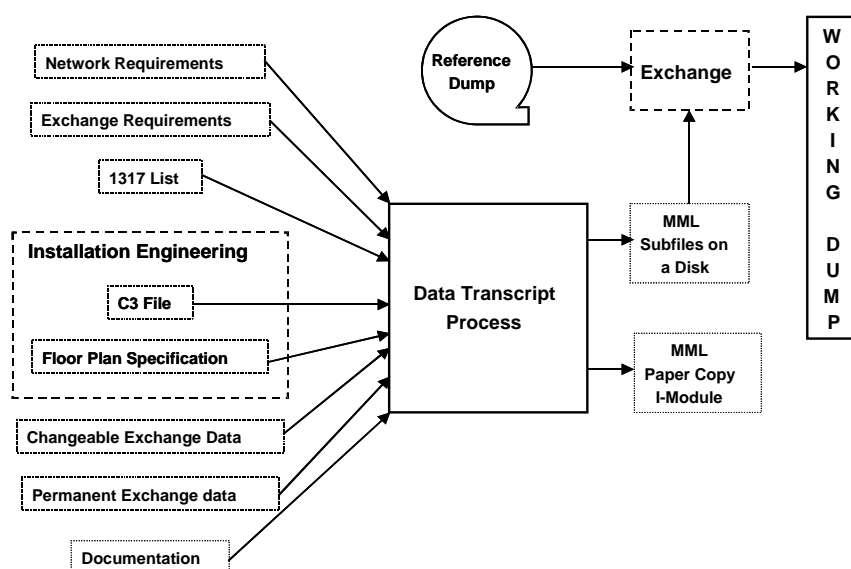 Network Requirements
Exchange Requirements
1317 List
Installation Engineering
C3 File
Floor Plan Specification
Changeable Exchange Data
Permanent Exchange data
Documentation
Data Transcript
Process
Reference
Dump
Exchange
MML
Subfiles on
a Disk
MML
Paper Copy
I-Module
W
O
R
K
I
N
G
D
U
M
P